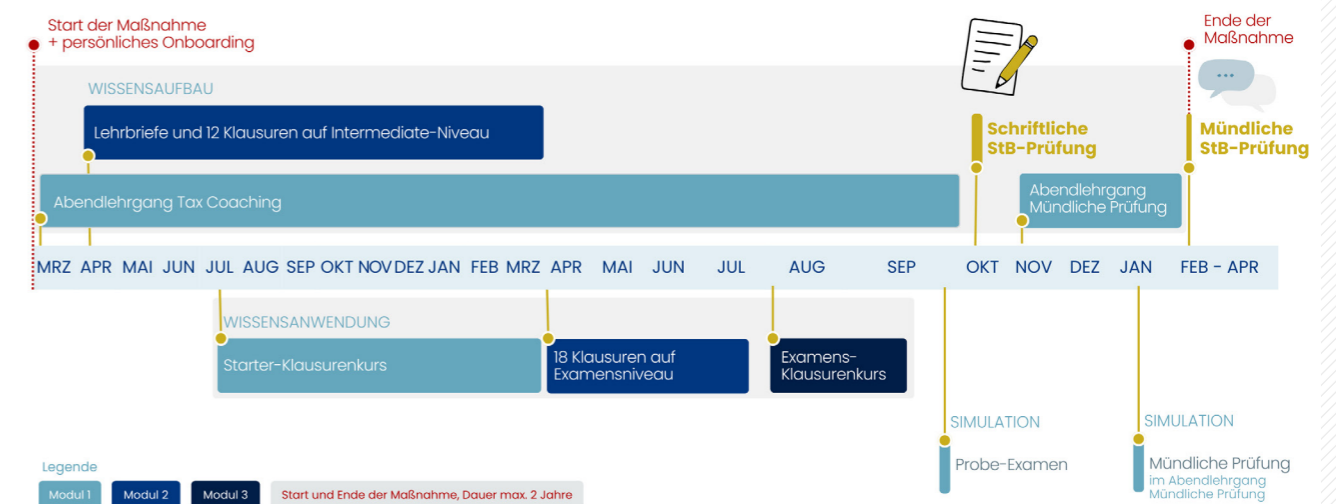 Start der Maßnahme
+ persönliches Onboarding
Ende der
Maßnahme
WISSENSAUFBAU
Lehrbriefe und 12 Klausuren auf Intermediate-Niveau
Schriftliche
StB-Prüfung
Mündliche
StB-Prüfung
Abendlehrgang Tax Coaching
Abendlehrgang
Mündliche Prüfung
MRZ APR MAI JUN JUL AUG SEP OKT NOV DEZ JAN FEB MRZ APR MAI JUN JUL AUG SEP OKT NOV DEZ JAN FEB - APR
WISSENSANWENDUNG
Starter-Klausurenkurs
18 Klausuren auf
Examensniveau
Examens-
Klausurenkurs
SIMULATION
Probe-Examen
SIMULATION
Mündliche Prüfung
im Abendlehrgang
Mündliche Prüfung
Legende
Modul 1 Modul 2 Modul 3 Start und Ende der Maßnahme, Dauer max. 2 Jahre